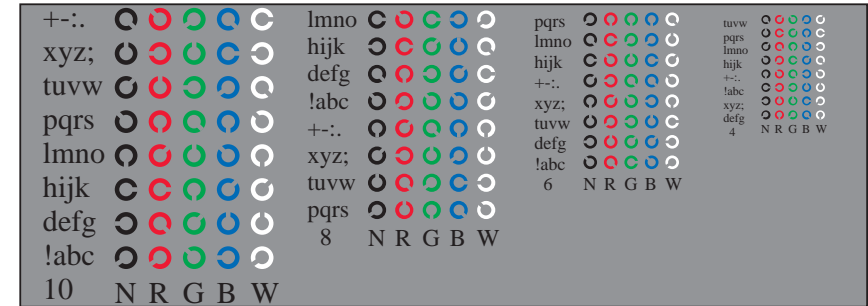 +-:.
xyz;
tuvw
pqrs
lmno
hijk
defg
!abc
10 N R G B W
lmno
hijk
defg
!abc
+-:.
xyz;
tuvw
pqrs
8 N R G B W
pqrs
lmno
hijk
+-:.
xyz;
tuvw
defg
!abc
6 N R G B W
tuvw
pqrs
lmno
hijk
+-:.
!abc
xyz;
defg
4 N R G B W